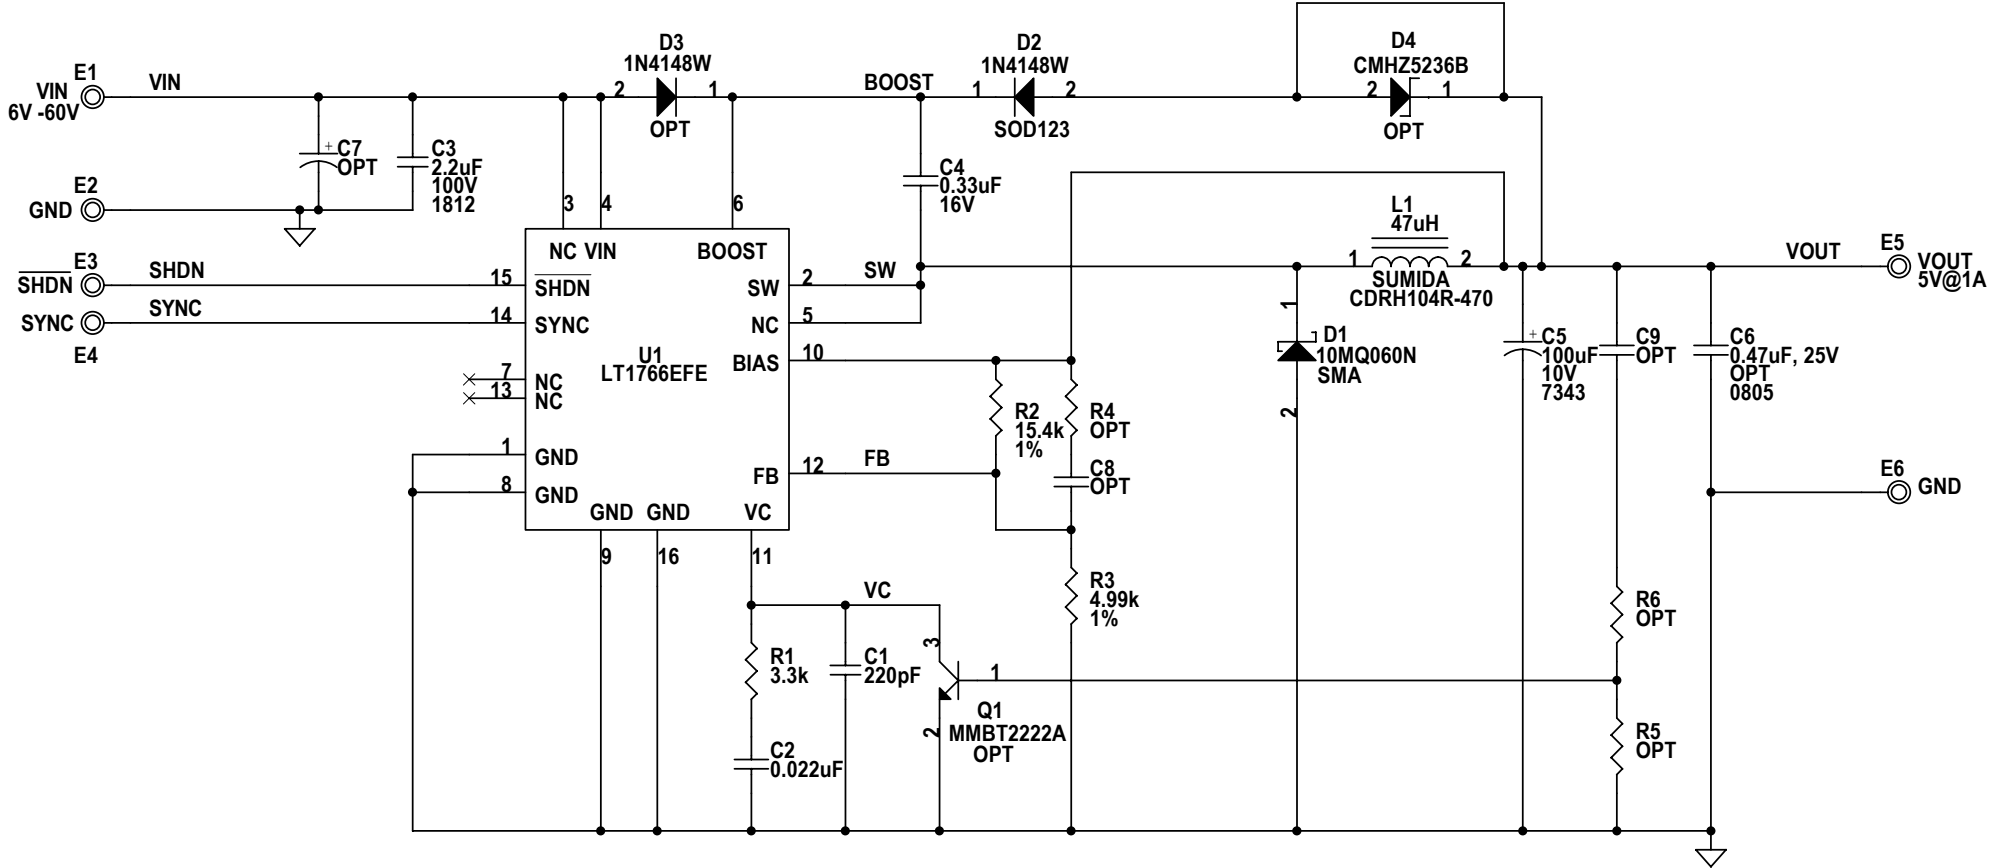 E1
VIN
6V -60V
VIN
D3
1N4148W
2
1
OPT
BOOST
D2
1N4148W
1
2
SOD123
D4
CMHZ5236B
2
1
OPT
+
C7
OPT
C3
2.2uF
100V
1812
E2
GND
3
4
6
C4
0.33uF
16V
NC VIN
BOOST
E3
SHDN
SHDN
15
SHDN
SYNC
SYNC
14
SYNC
E4
U1
LT1766EFE
7
NC
13
NC
1
GND
8
GND
GND
GND
VC
SW
2
SW
NC
5
BIAS
10
FB
12
FB
9
16
11
L1
47uH
1
2
SUMIDA
CDRH104R-470
VOUT
E5
VOUT
5V@1A
1
D1
10MQ060N
SMA
2
+
C5
100uF
10V
7343
C9
OPT
C6
0.47uF, 25V
OPT
0805
R2
15.4k
1%
R4
OPT
C8
OPT
E6
GND
R3
4.99k
1%
VC
R1
3.3k
C1
220pF
3
1
Q1
MMBT2222A
OPT
2
C2
0.022uF
R6
OPT
R5
OPT